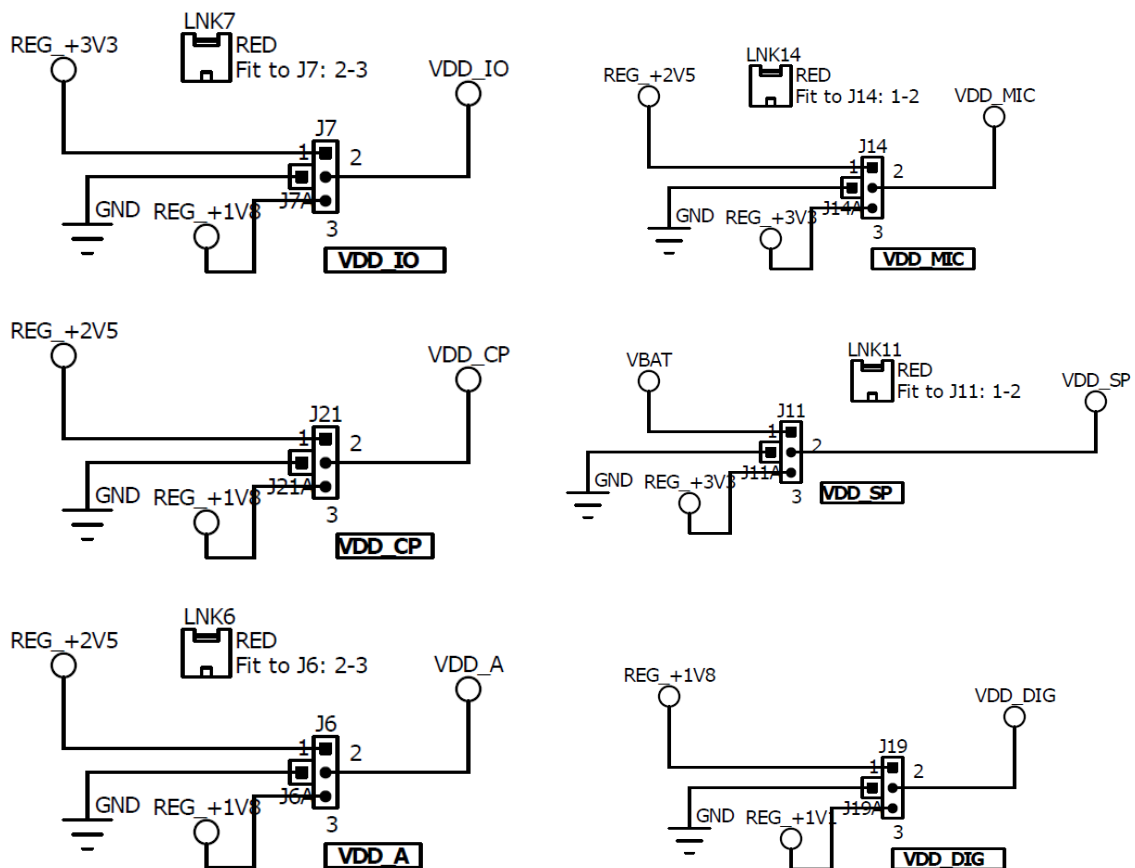 LNK7
REG_+3V3
RED
Fit to J7: 2-3
VDD_IO
J7
1
2
J7A
GND
REG_+1V8
3
VDD_IO
LNK14
REG_+2V5
RED
Fit to J14: 1-2
VDD_MIC
J14
1
2
J14A
GND
REG_+3V3
3
VDD_MIC
REG_+2V5
VDD_CP
J21
1
2
J21A
GND
REG_+1V8
3
VDD_CP
LNK11
VBAT
RED
Fit to J11: 1-2
VDD_SP
J11
1
2
J11A
GND
REG_+3V3
3
VDD_SP
LNK6
REG_+2V5
RED
Fit to J6: 2-3
VDD_A
J6
1
2
J6A
GND
REG_+1V8
3
VDD_A
REG_+1V8
VDD_DIG
J19
1
2
J19A
GND
REG_+1V1
3
VDD_DIG